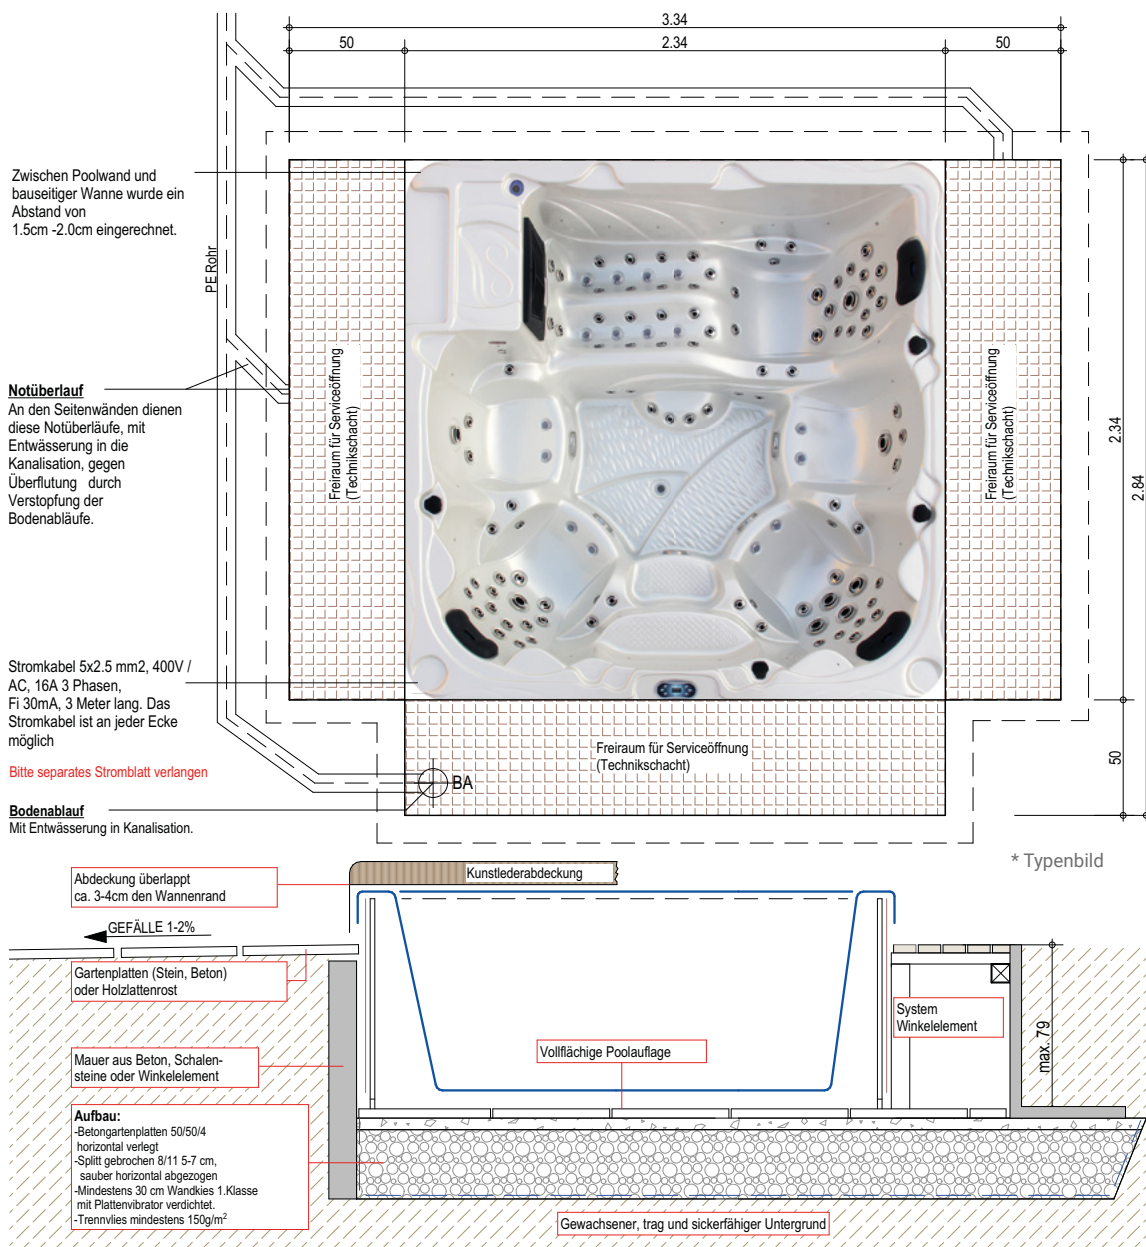 3.34
50
2.34
50
Zwischen Poolwand und
bauseitiger Wanne wurde ein
Abstand von
1.5cm -2.0cm eingerechnet.
PE Rohr
Notüberlauf
An den Seitenwänden dienen
diese Notüberläufe, mit
Entwässerung in die
Kanalisation, gegen
Überflutung durch
Verstopfung der
Bodenabläufe.
Freiraum für Serviceöffnung
(Technikschacht)
Freiraum für Serviceöffnung
(Technikschacht)
2.34
2.84
50
Stromkabel 5x2.5 mm2, 400V /
AC, 16A 3 Phasen,
Fi 30mA, 3 Meter lang. Das
Stromkabel ist an jeder Ecke
möglich
Bitte separates Stromblatt verlangen
Freiraum für Serviceöffnung
(Technikschacht)
BA
Bodenablauf
Mit Entwässerung in Kanalisation.
* Typenbild
Abdeckung überlappt
ca. 3-4cm den Wannenrand
Kunstlederabdeckung
GEFÄLLE 1-2%
Gartenplatten (Stein, Beton)
oder Holzlattenrost
System
Winkelelement
max. 79
Mauer aus Beton, Schalen-
steine oder Winkelelement
Vollflächige Poolauflage
Aufbau:
-Betongartenplatten 50/50/4
horizontal verlegt
-Splitt gebrochen 8/11 5-7 cm,
sauber horizontal abgezogen
-Mindestens 30 cm Wandkies 1.Klasse
mit Plattenvibrator verdichtet.
-Trennvlies mindestens 150g/m²
Gewachsener, trag und sickerfähiger Untergrund